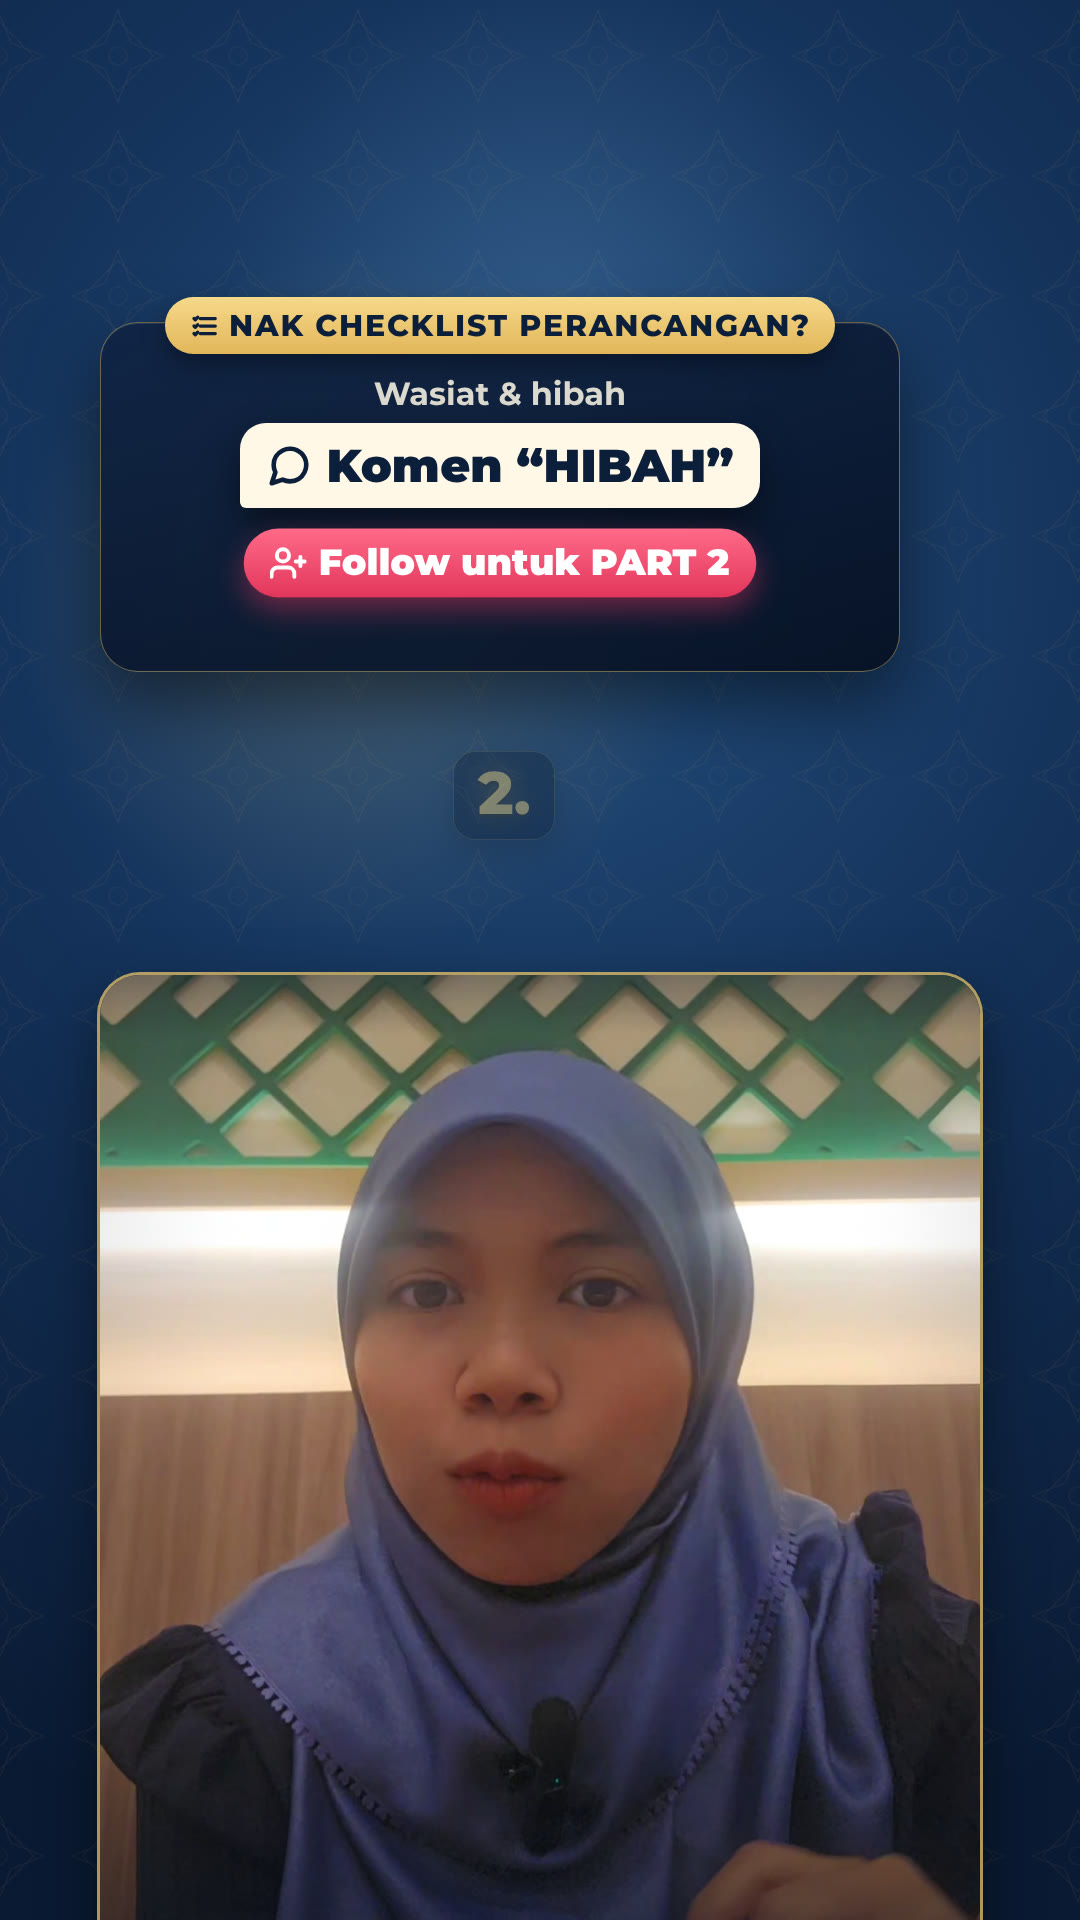 NAK CHECKLIST PERANCANGAN?
Wasiat & hibah
Komen “HIBAH”
Follow untuk PART 2
2.